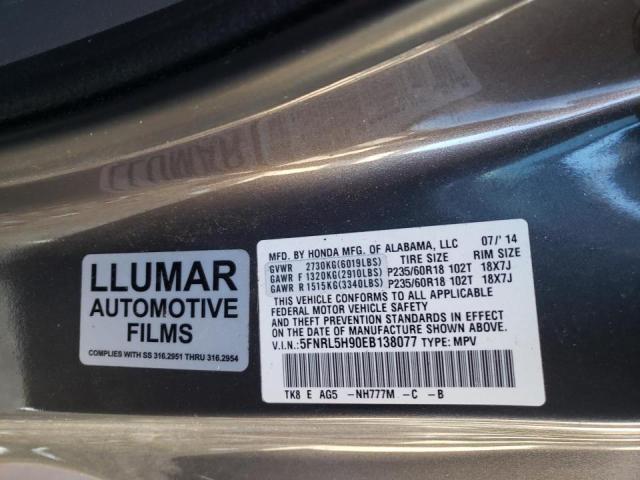 LLUMAR
LLUMAR
AUTOMOTIVE
FILMS
COMPLIES WITH SS 316.2951 THRU 316.2954
MFD. BY HONDA MFG. OF ALABAMA, LLC 07/'14
GVWR 2730KG(6019LBS) TIRE SIZE RIM SIZE
GAWR F 1320KG(2910LBS) P235/60R18 102T 18X7J
GAWR R 1515KG(3340LBS) P235/60R18 102T 18X7J
THIS VEHICLE CONFORMS TO ALL APPLICABLE
FEDERAL MOTOR VEHICLE SAFETY
AND THEFT PREVENTION STANDARDS IN EFFECT ON
THE DATE OF MANUFACTURE SHOWN ABOVE.
V.I.N.: 5FNRL5H90EB138077 TYPE: MPV
TK8 E AG5 -NH777M -C -B